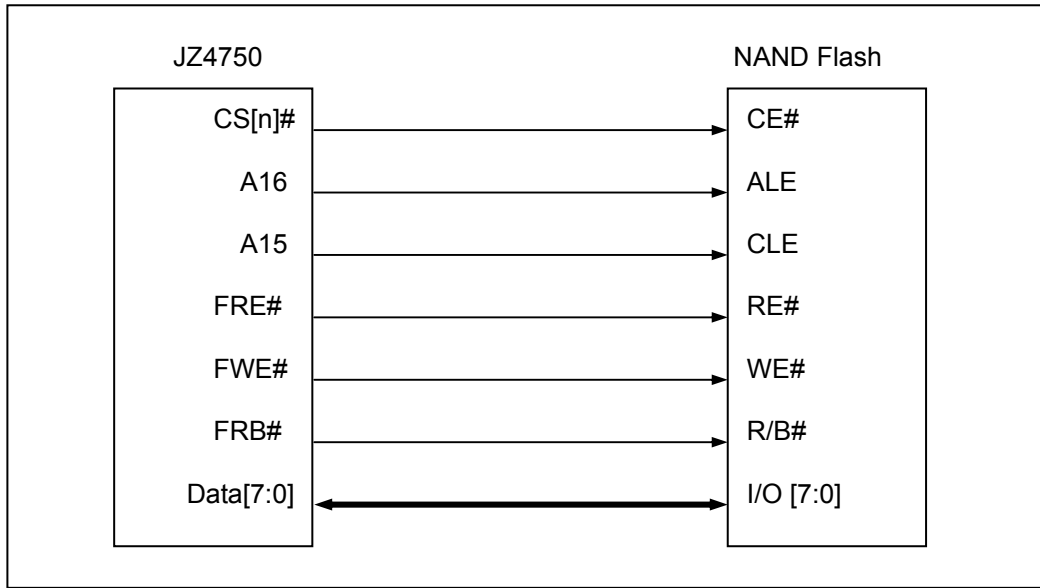 JZ4750 NAND Flash
CS[n]# CE#
A16 ALE
A15 CLE
FRE# RE#
FWE# WE#
FRB# R/B#
Data[7:0] I/O [7:0]